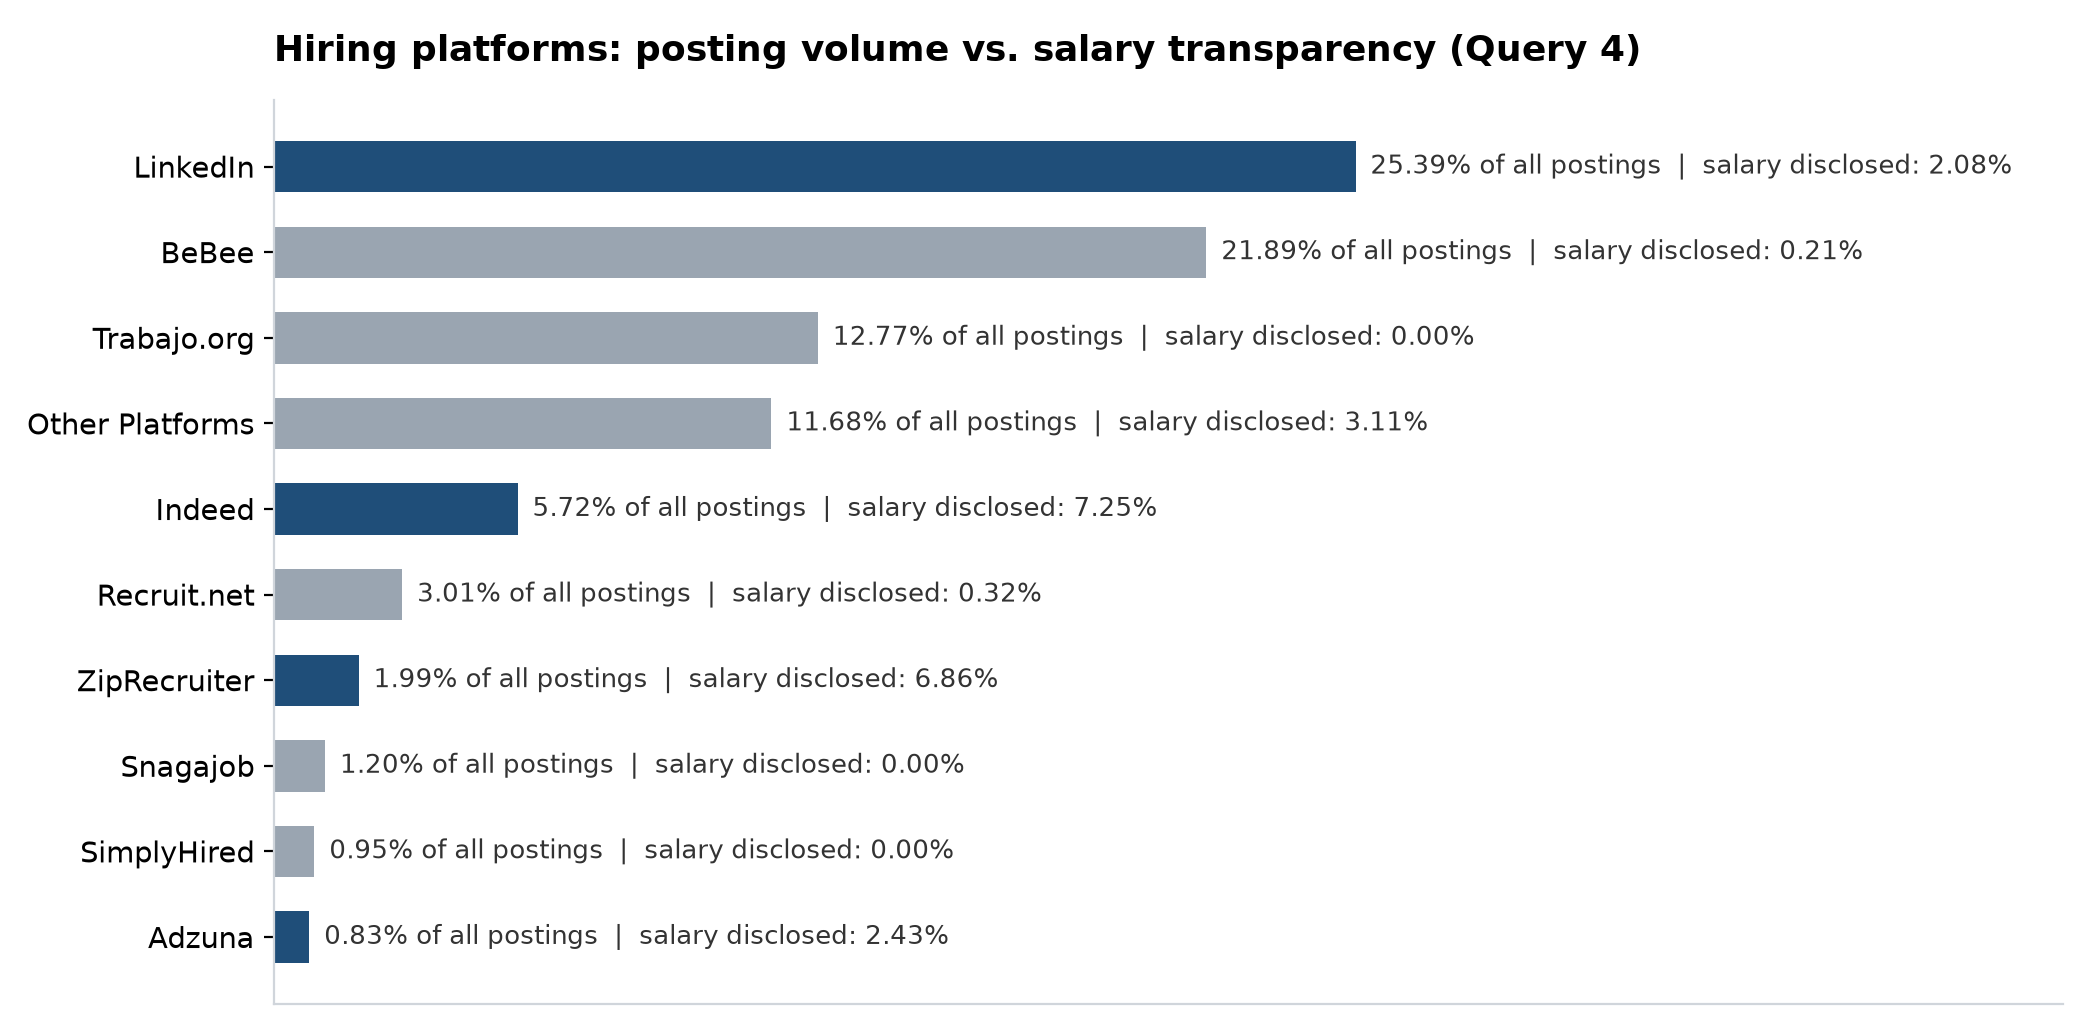 Hiring platforms: posting volume vs. salary transparency (Query 4)
LinkedIn 25.39% of all postings | salary disclosed: 2.08%
BeBee 21.89% of all postings | salary disclosed: 0.21%
Trabajo.org 12.77% of all postings | salary disclosed: 0.00%
Other Platforms 11.68% of all postings | salary disclosed: 3.11%
Indeed 5.72% of all postings | salary disclosed: 7.25%
Recruit.net 3.01% of all postings | salary disclosed: 0.32%
ZipRecruiter 1.99% of all postings | salary disclosed: 6.86%
Snagajob 1.20% of all postings | salary disclosed: 0.00%
SimplyHired 0.95% of all postings | salary disclosed: 0.00%
Adzuna 0.83% of all postings | salary disclosed: 2.43%